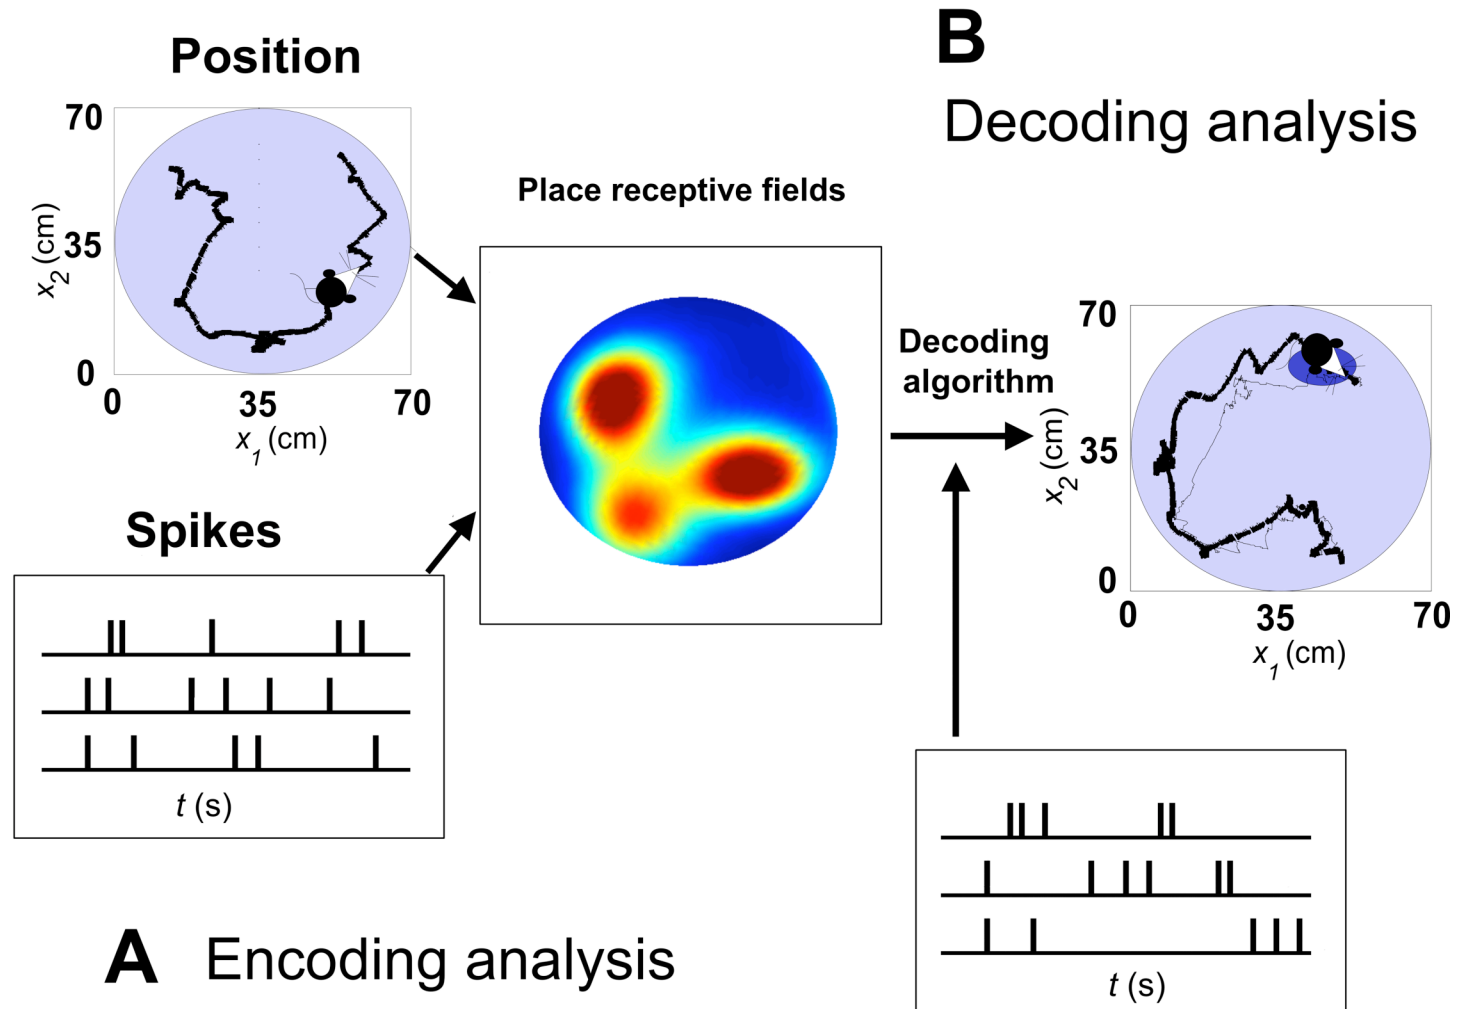 Position
70
35
0
x2 (cm)
0 35 70
x1 (cm)
Spikes
t (s)
A Encoding analysis
Place receptive fields
B
Decoding analysis
Decoding
algorithm
70
35
0
x2 (cm)
0 35 70
x1 (cm)
t (s)